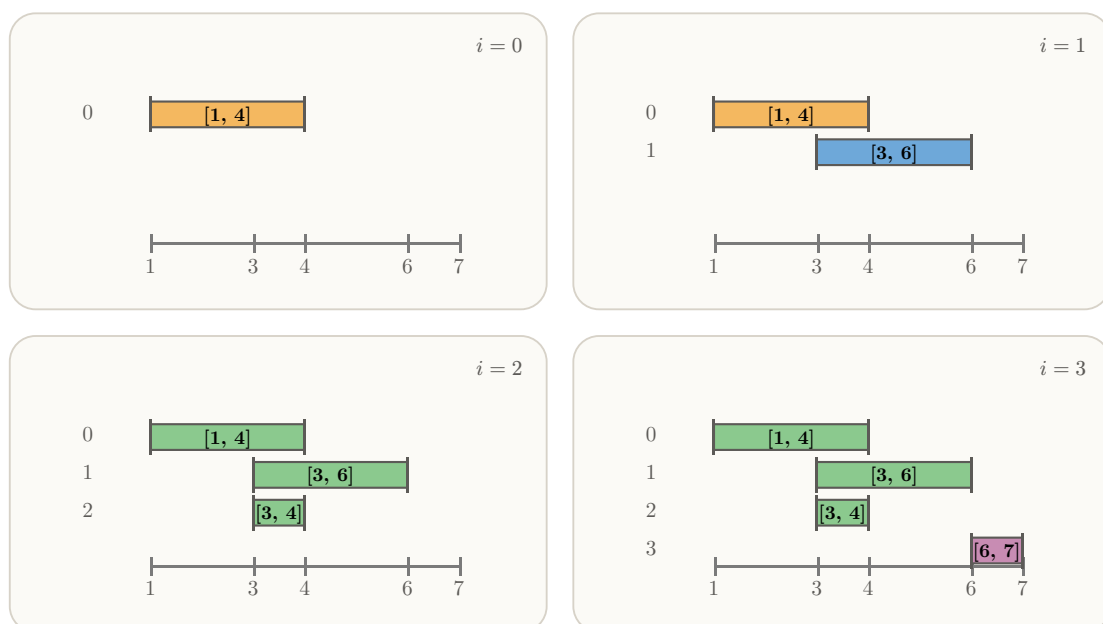 i = 0
0 [1, 4]
1 3 4 6 7
i = 1
0 [1, 4]
1 [3, 6]
1 3 4 6 7
i = 2
0 [1, 4]
1 [3, 6]
2 [3, 4]
1 3 4 6 7
i = 3
0 [1, 4]
1 [3, 6]
2 [3, 4]
3 [6, 7]
1 3 4 6 7